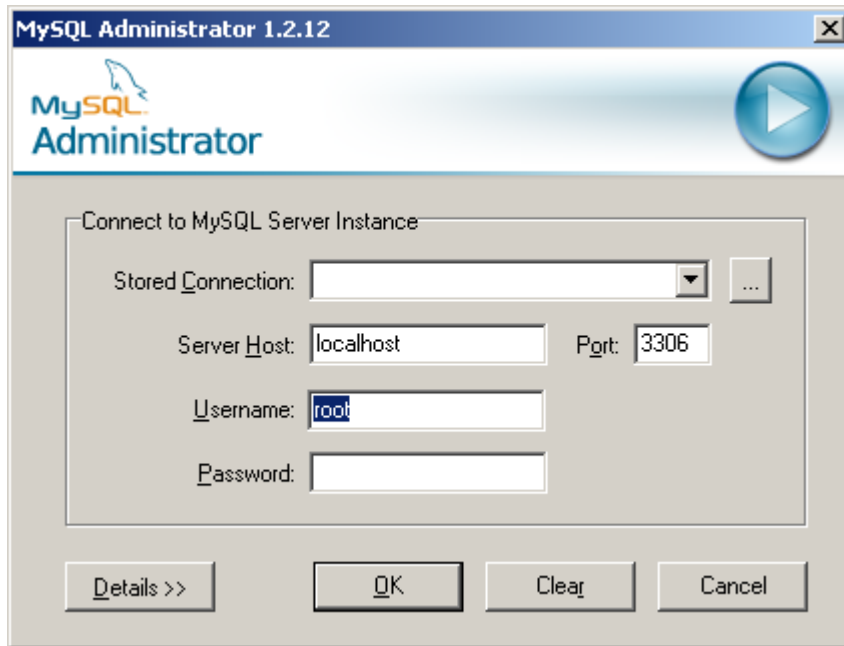 MySQL Administrator 1.2.12
MySQL
Administrator
Connect to MySQL Server Instance
Stored Connection:
...
Server Host: localhost Port: 3306
Username: root
Password:
Details >> OK Clear Cancel